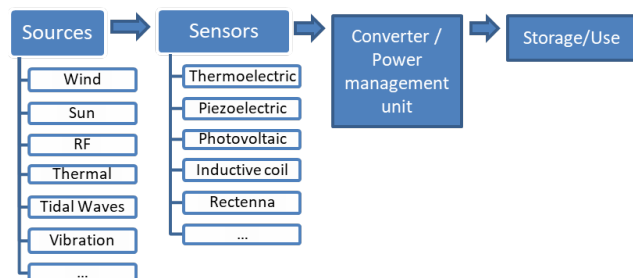 Sources
Wind
Sun
RF
Thermal
Tidal Waves
Vibration
...
Sensors
Thermoelectric
Piezoelectric
Photovoltaic
Inductive coil
Rectenna
...
Converter /
Power
management
unit
Storage/Use